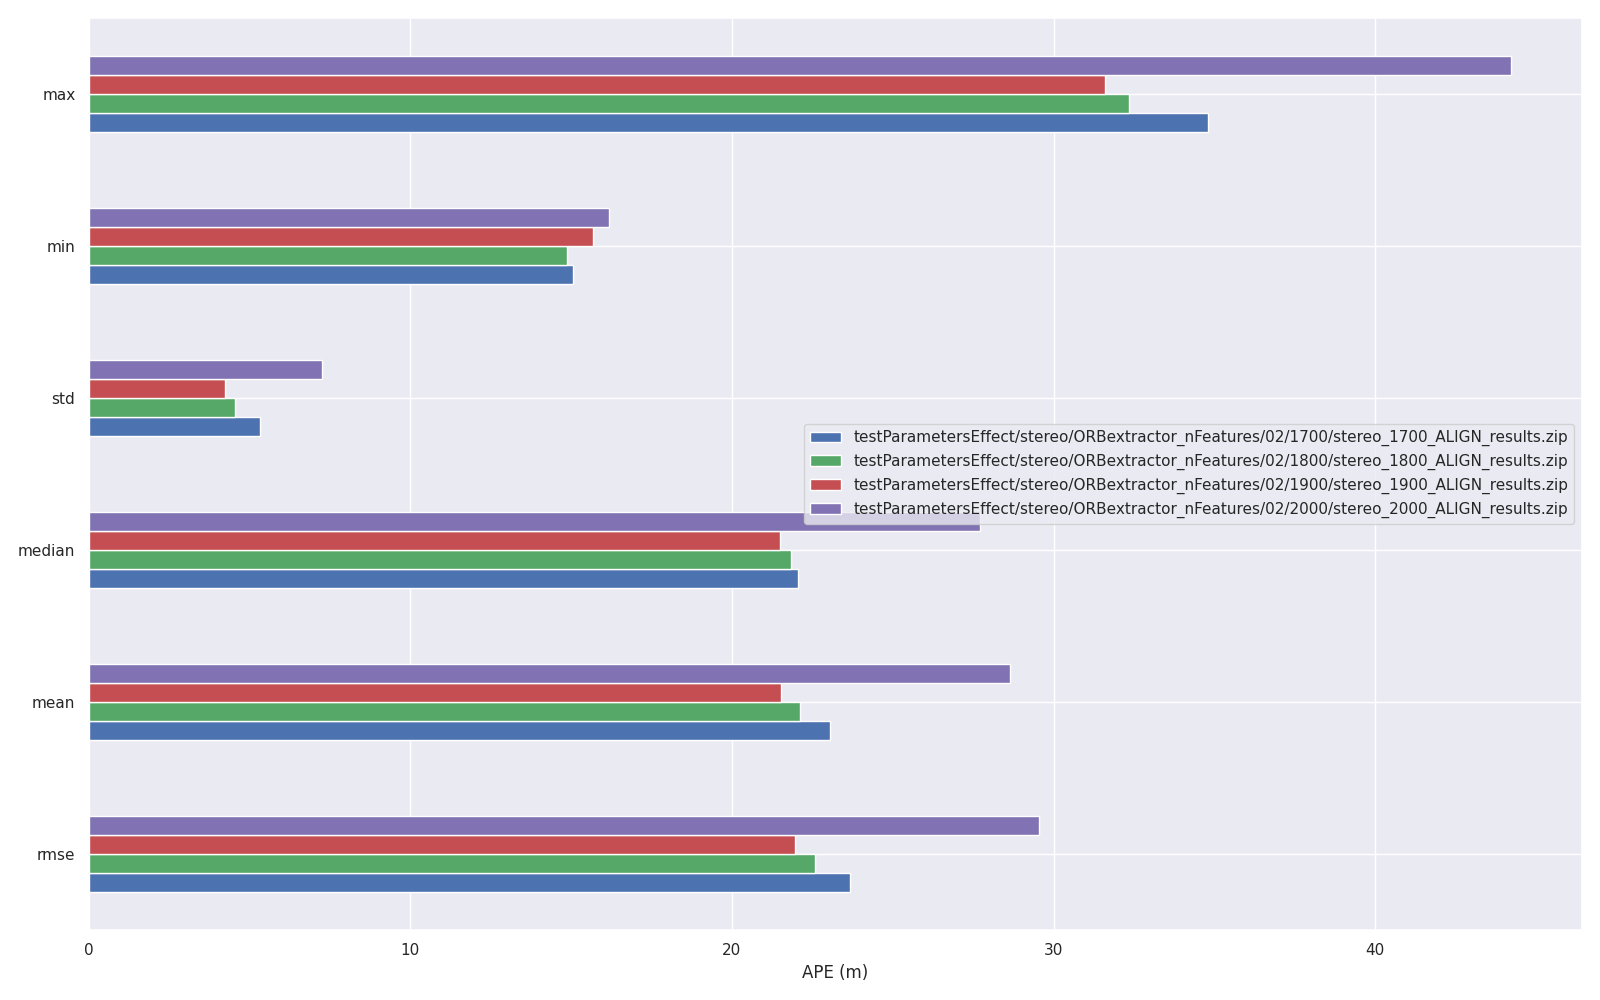 max
min
std
median
mean
rmse
testParametersEffect/stereo/ORBextractor_nFeatures/02/1700/stereo_1700_ALIGN_results.zip
testParametersEffect/stereo/ORBextractor_nFeatures/02/1800/stereo_1800_ALIGN_results.zip
testParametersEffect/stereo/ORBextractor_nFeatures/02/1900/stereo_1900_ALIGN_results.zip
testParametersEffect/stereo/ORBextractor_nFeatures/02/2000/stereo_2000_ALIGN_results.zip
0 10 20 30 40
APE (m)